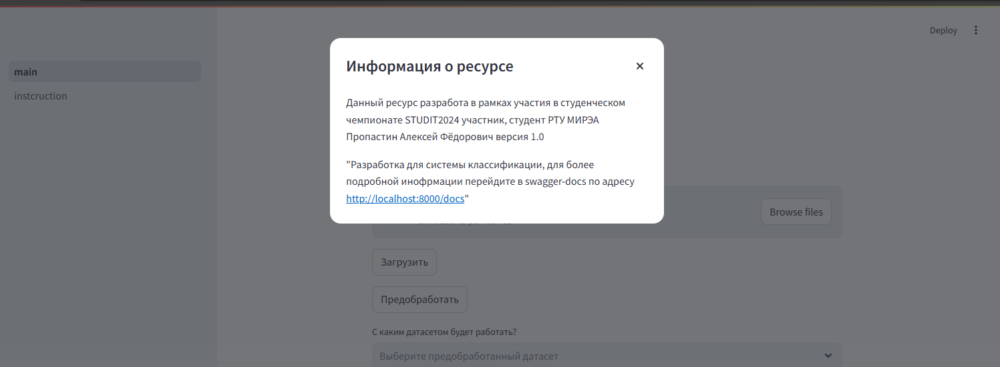 Deploy
main
instcruction
Информация о ресурсе
Данный ресурс разработа в рамках участия в студенческом
чемпионате STUDIT2024 участник, студент РТУ МИРЭА
Пропастин Алексей Фёдорович версия 1.0
"Разработка для системы классификации, для более
подробной инофрмации перейдите в swagger-docs по адресу
http://localhost:8000/docs"
Browse files
Загрузить
Предобработать
С каким датасетом будет работать?
Выберите предобработанный датасет